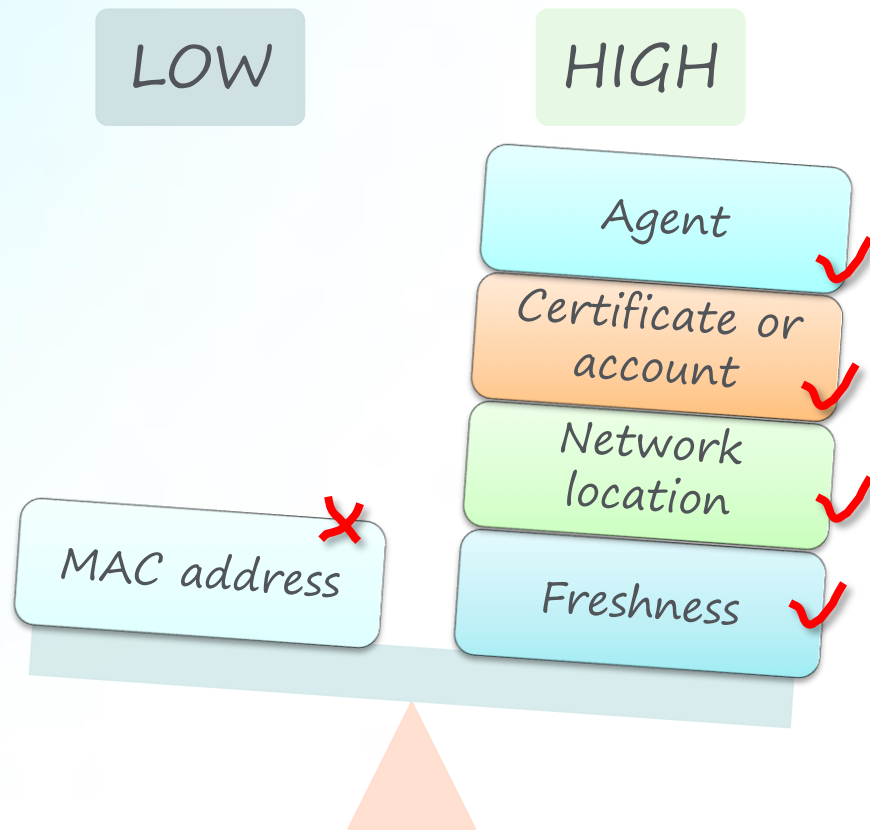 LOW
HIGH
Agent
Certificate or
account
Network
location
MAC address
Freshness